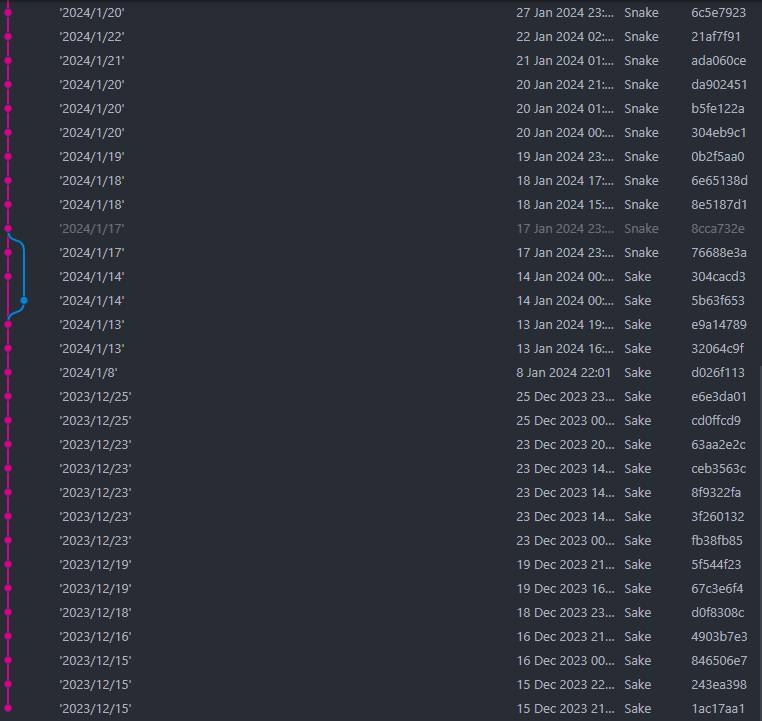 '2024/1/20' 27 Jan 2024 23:... Snake 6c5e7923
'2024/1/22' 22 Jan 2024 02:... Snake 21af7f91
'2024/1/21' 21 Jan 2024 01:... Snake ada060ce
'2024/1/20' 20 Jan 2024 21:... Snake da902451
'2024/1/20' 20 Jan 2024 01:... Snake b5fe122a
'2024/1/20' 20 Jan 2024 00:... Snake 304eb9c1
'2024/1/19' 19 Jan 2024 23:... Snake 0b2f5aa0
'2024/1/18' 18 Jan 2024 17:... Snake 6e65138d
'2024/1/18' 18 Jan 2024 15:... Snake 8e5187d1
'2024/1/17' 17 Jan 2024 23:... Snake 8cca732e
'2024/1/17' 17 Jan 2024 23:... Snake 76688e3a
'2024/1/14' 14 Jan 2024 00:... Sake 304cacd3
'2024/1/14' 14 Jan 2024 00:... Sake 5b63f653
'2024/1/13' 13 Jan 2024 19:... Sake e9a14789
'2024/1/13' 13 Jan 2024 16:... Sake 32064c9f
'2024/1/8' 8 Jan 2024 22:01 Sake d026f113
'2023/12/25' 25 Dec 2023 23... Sake e6e3da01
'2023/12/25' 25 Dec 2023 00... Sake cd0ffcd9
'2023/12/23' 23 Dec 2023 20... Sake 63aa2e2c
'2023/12/23' 23 Dec 2023 14... Sake ceb3563c
'2023/12/23' 23 Dec 2023 14... Sake 8f9322fa
'2023/12/23' 23 Dec 2023 14... Sake 3f260132
'2023/12/23' 23 Dec 2023 00... Sake fb38fb85
'2023/12/19' 19 Dec 2023 21... Sake 5f544f23
'2023/12/19' 19 Dec 2023 16... Sake 67c3e6f4
'2023/12/18' 18 Dec 2023 23... Sake d0f8308c
'2023/12/16' 16 Dec 2023 21... Sake 4903b7e3
'2023/12/15' 16 Dec 2023 00... Sake 846506e7
'2023/12/15' 15 Dec 2023 22... Sake 243ea398
'2023/12/15' 15 Dec 2023 21... Sake 1ac17aa1